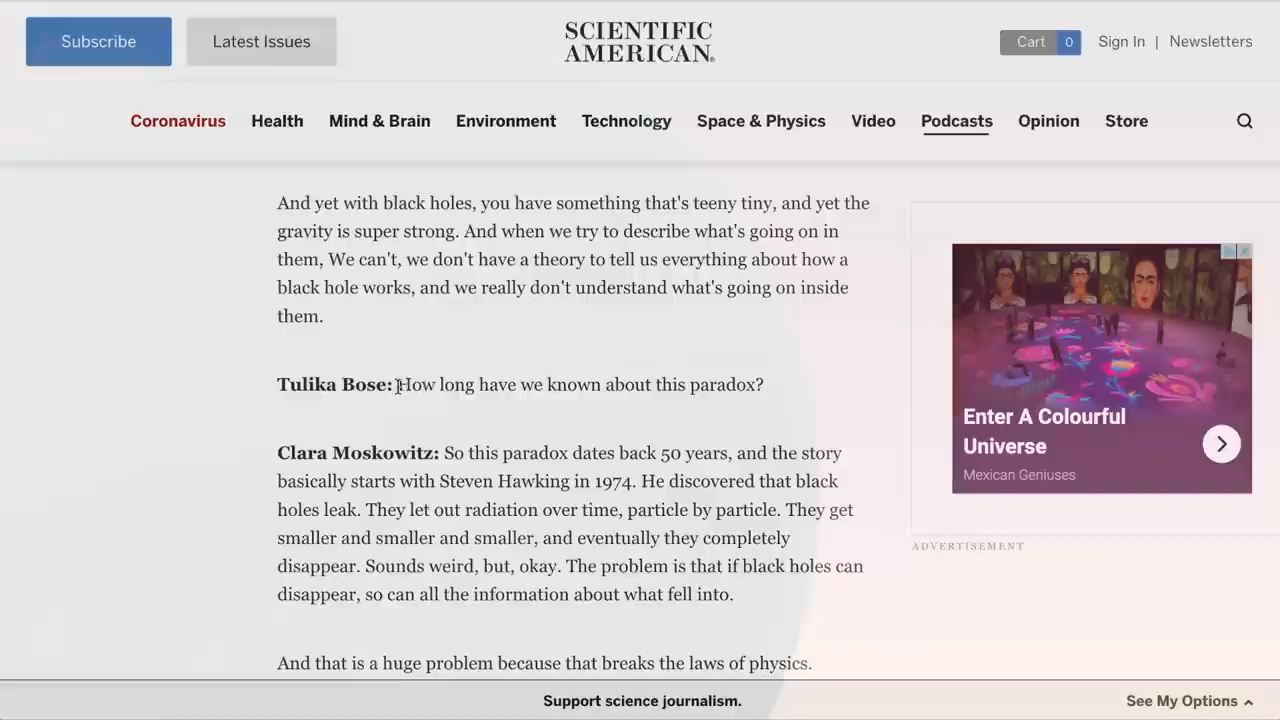 Subscribe
Latest Issues
SCIENTIFIC
AMERICAN®
Cart 0
Sign In | Newsletters
Coronavirus Health Mind & Brain Environment Technology Space & Physics Video Podcasts Opinion Store
And yet with black holes, you have something that's teeny tiny, and yet the
gravity is super strong. And when we try to describe what's going on in
them, We can't, we don't have a theory to tell us everything about how a
black hole works, and we really don't understand what's going on inside
them.
Tulika Bose: How long have we known about this paradox?
Clara Moskowitz: So this paradox dates back 50 years, and the story
basically starts with Steven Hawking in 1974. He discovered that black
holes leak. They let out radiation over time, particle by particle. They get
smaller and smaller and smaller, and eventually they completely
disappear. Sounds weird, but, okay. The problem is that if black holes can
disappear, so can all the information about what fell into.
And that is a huge problem because that breaks the laws of physics.
Enter A Colourful
Universe
Mexican Geniuses
ADVERTISEMENT
Support science journalism.
See My Options